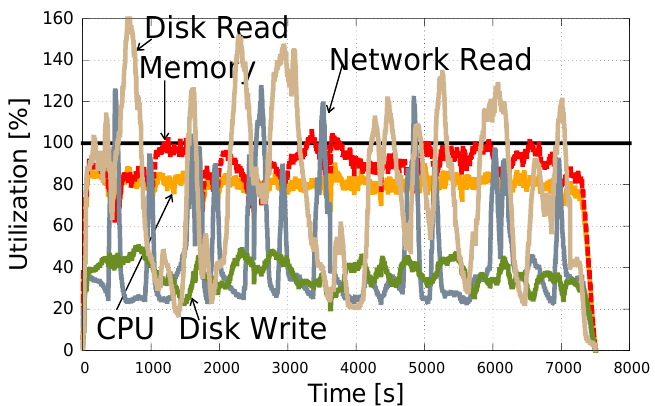 160
140
120
100
80
60
40
20
0
Utilization [%]
Disk Read
Memory
Network Read
CPU
Disk Write
0
1000
2000
3000
4000
5000
6000
7000
8000
Time [s]